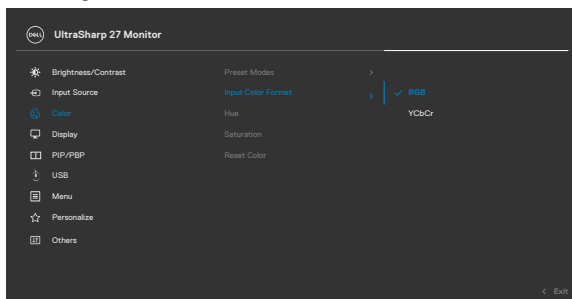 DELL UltraSharp 27 Monitor
Brightness/Contrast Preset Modes >
Input Source Input Color Format > ✓ RGB
Color Hue YCbCr
Display Saturation
PIP/PBP Reset Color
USB
Menu
Personalize
Others
< Exit